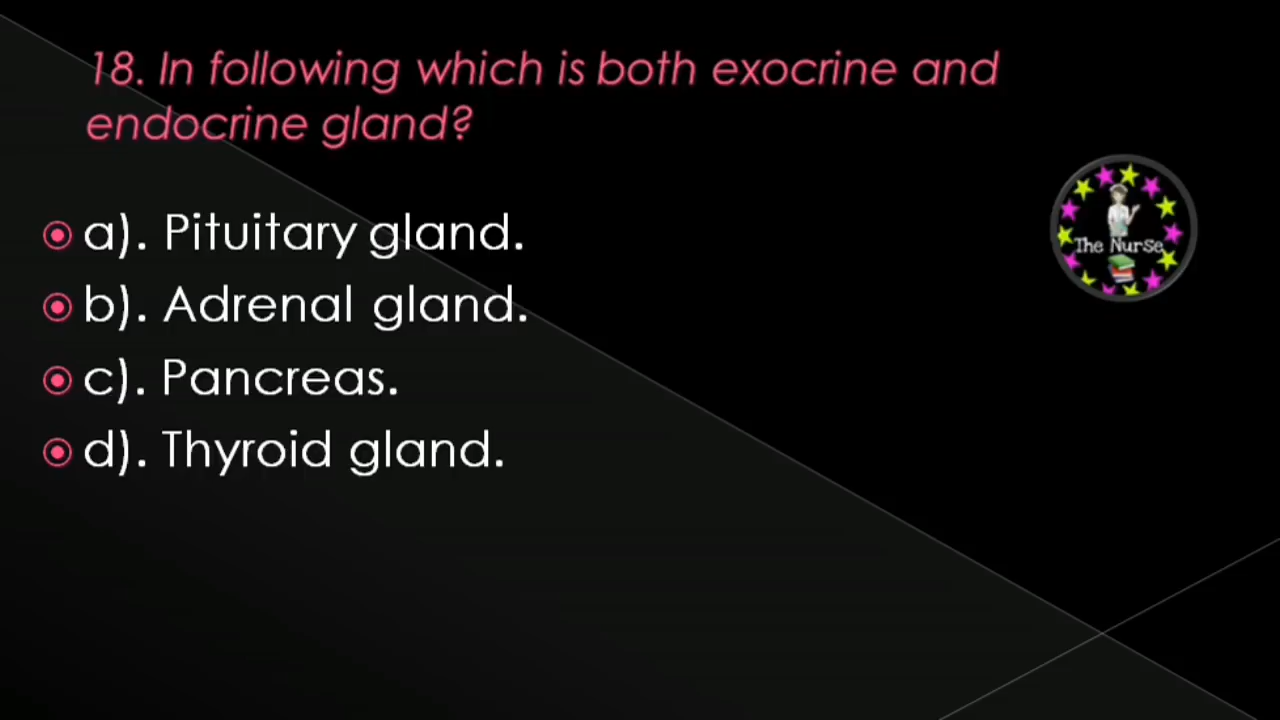 18. In following which is both exocrine and
endocrine gland?
a). Pituitary gland.
b). Adrenal gland.
The Nurse
c). Pancreas.
d). Thyroid gland.